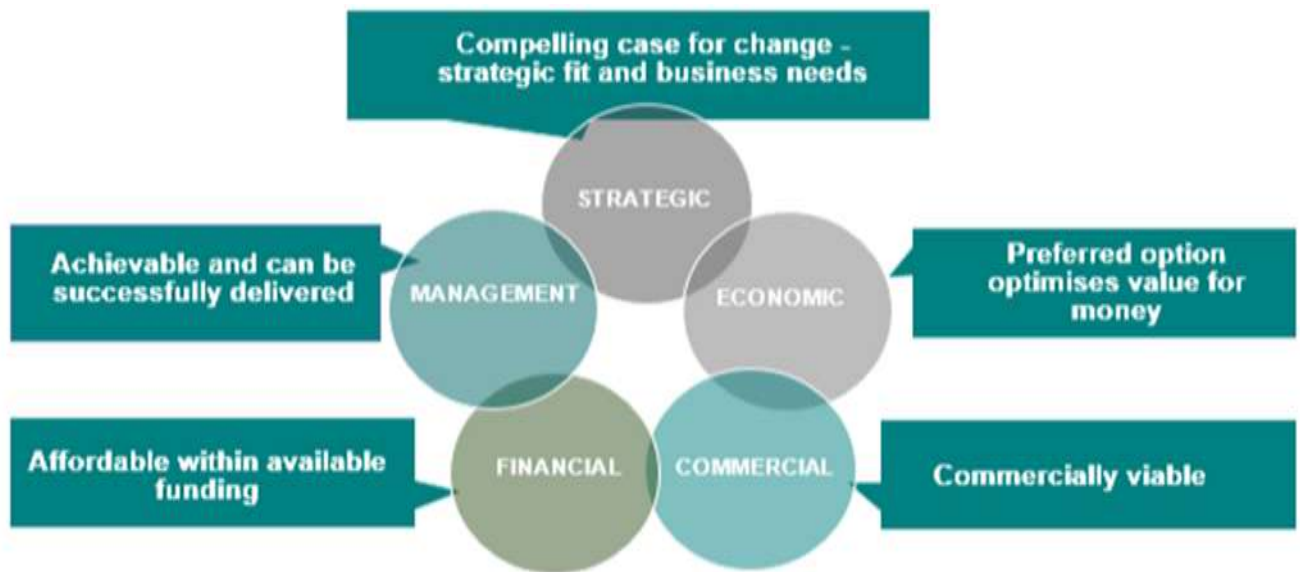 Compelling case for change -
strategic fit and business needs
STRATEGIC
Achievable and can be
successfully delivered
MANAGEMENT
ECONOMIC
Preferred option
optimises value for
money
Affordable within available
funding
FINANCIAL
COMMERCIAL
Commercially viable